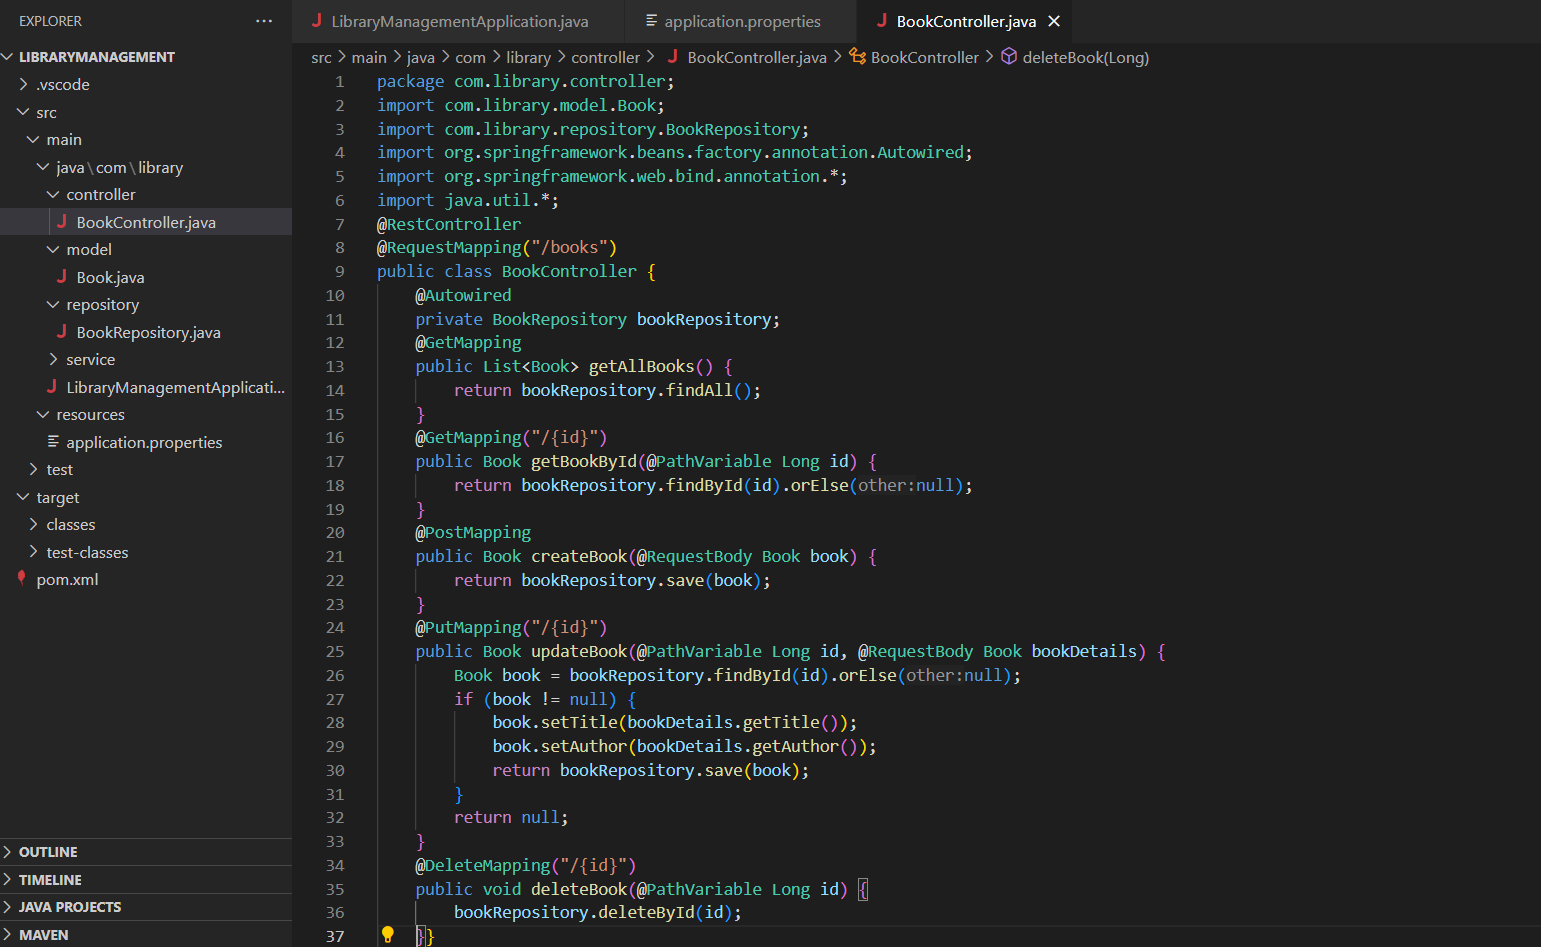 EXPLORER
LIBRARYMANAGEMENT
.vscode
src
main
java\com\library
controller
BookController.java
model
Book.java
repository
BookRepository.java
service
LibraryManagementApplicati...
resources
application.properties
test
target
classes
test-classes
pom.xml
OUTLINE
TIMELINE
JAVA PROJECTS
MAVEN
LibraryManagementApplication.java application.properties BookController.java
src > main > java > com > library > controller > BookController.java > BookController > deleteBook(Long)
1 package com.library.controller;
2 import com.library.model.Book;
3 import com.library.repository.BookRepository;
4 import org.springframework.beans.factory.annotation.Autowired;
5 import org.springframework.web.bind.annotation.*;
6 import java.util.*;
7 @RestController
8 @RequestMapping("/books")
9 public class BookController {
10     @Autowired
11     private BookRepository bookRepository;
12     @GetMapping
13     public List<Book> getAllBooks() {
14         return bookRepository.findAll();
15     }
16     @GetMapping("/{id}")
17     public Book getBookById(@PathVariable Long id) {
18         return bookRepository.findById(id).orElse(other:null);
19     }
20     @PostMapping
21     public Book createBook(@RequestBody Book book) {
22         return bookRepository.save(book);
23     }
24     @PutMapping("/{id}")
25     public Book updateBook(@PathVariable Long id, @RequestBody Book bookDetails) {
26         Book book = bookRepository.findById(id).orElse(other:null);
27         if (book != null) {
28             book.setTitle(bookDetails.getTitle());
29             book.setAuthor(bookDetails.getAuthor());
30             return bookRepository.save(book);
31         }
32         return null;
33     }
34     @DeleteMapping("/{id}")
35     public void deleteBook(@PathVariable Long id) {
36         bookRepository.deleteById(id);
37     }}